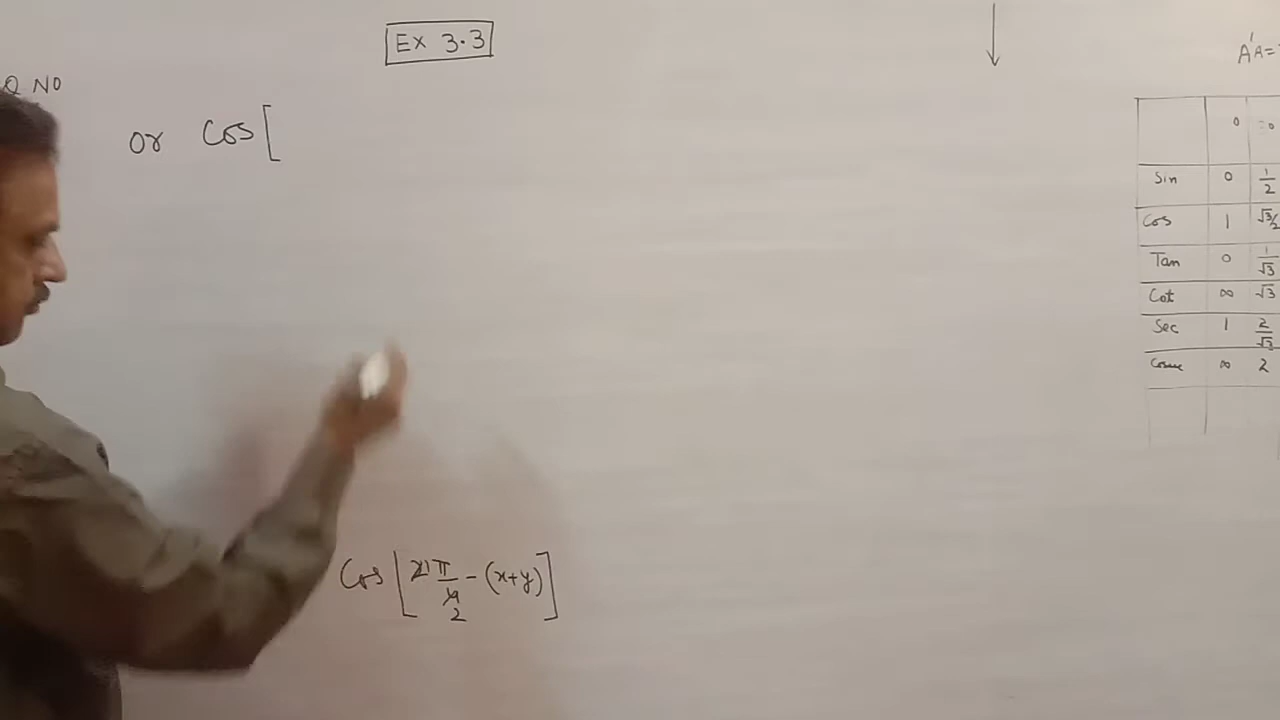 Ex 3.3
Q NO
or Cos [
Cos [ 2π/4 - (x+y) ]
2
A'A=
0
Sin 0 1/2
Cos 1 √3/2
Tan 0 1/√3
Cot ∞ √3
Sec 1 2/√3
Cosec ∞ 2